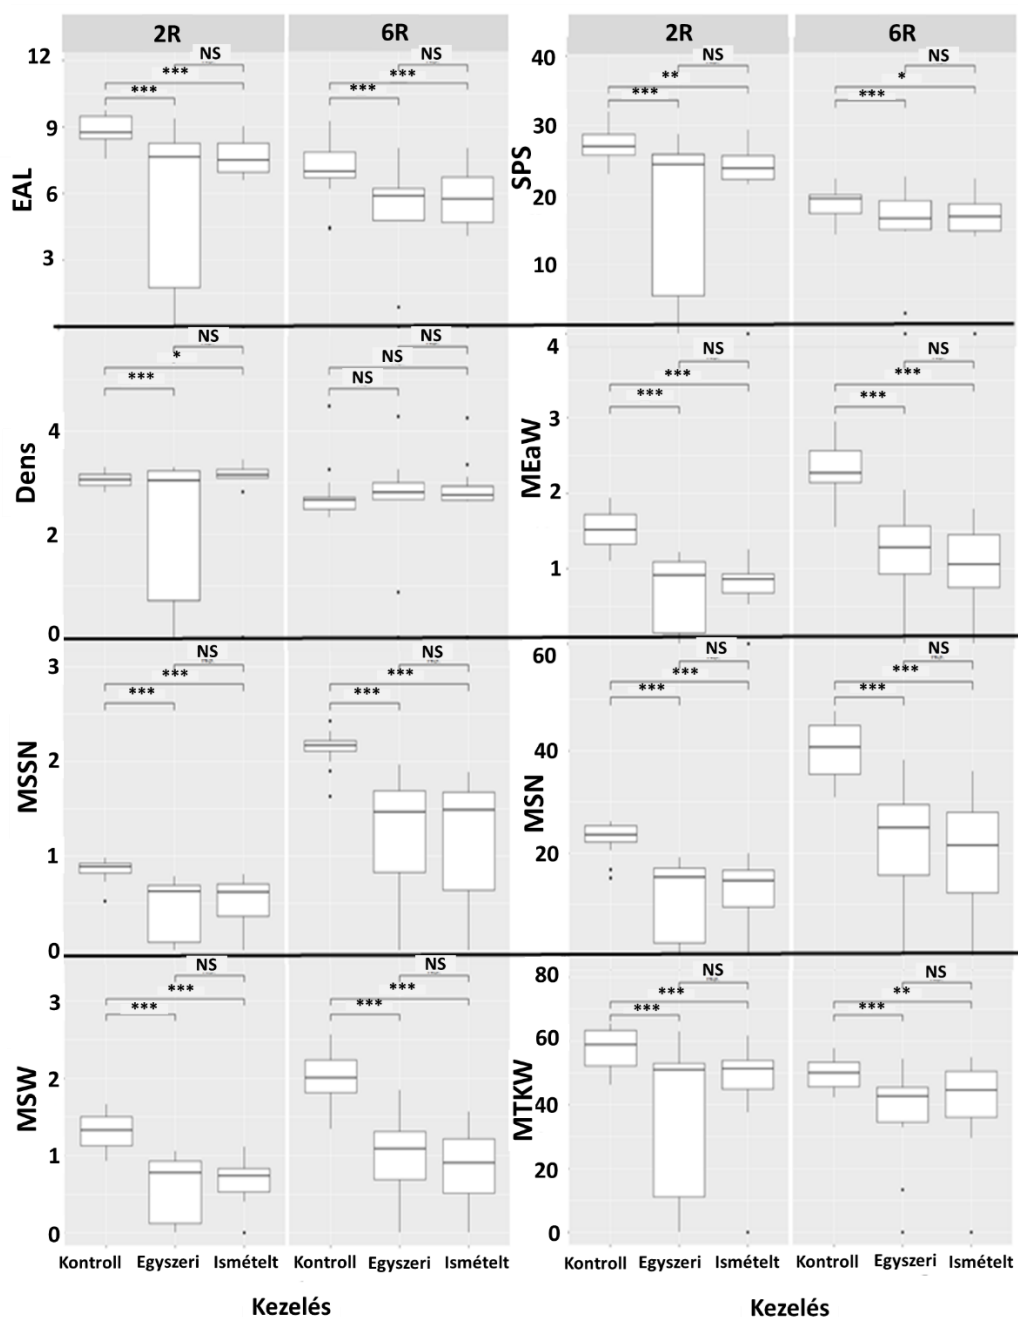 2R 6R
NS NS
*** ***
*** ***
12
9
6
3
EAL
2R 6R
NS NS
** *
*** ***
40
30
20
10
SPS
NS NS
* NS
*** NS
4
2
0
Dens
NS NS
*** ***
*** ***
4
3
2
1
MEaW
NS NS
*** ***
*** ***
3
2
1
0
MSSN
NS NS
*** ***
*** ***
60
40
20
MSN
NS NS
*** ***
*** ***
3
2
1
0
MSW
Kontroll Egyszeri Ismételt Kontroll Egyszeri Ismételt
Kezelés
NS NS
*** **
*** ***
80
60
40
20
0
MTKW
Kontroll Egyszeri Ismételt Kontroll Egyszeri Ismételt
Kezelés